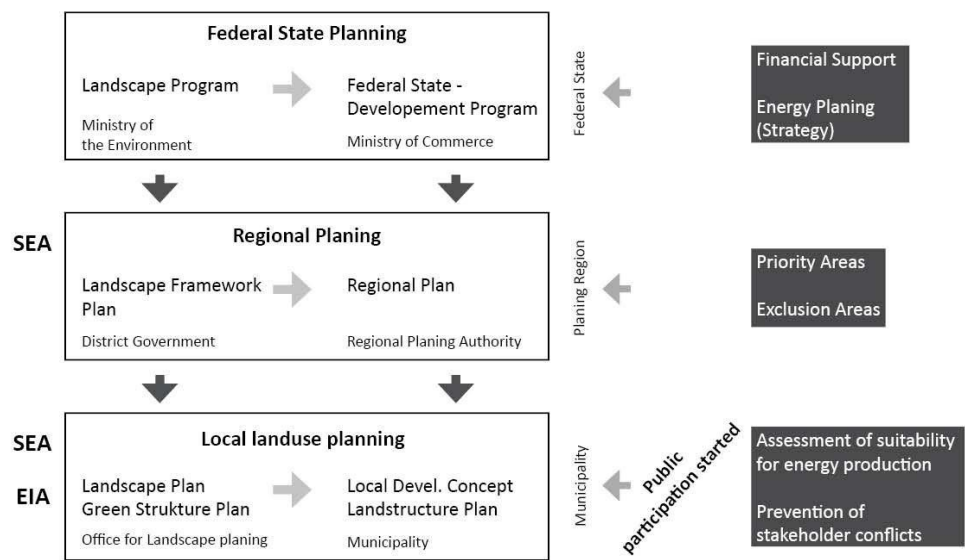 Federal State Planning
Landscape Program
Ministry of
the Environment
Federal State -
Developement Program
Ministry of Commerce
Federal State
Financial Support
Energy Planing
(Strategy)
SEA
Regional Planing
Landscape Framework
Plan
District Government
Regional Plan
Regional Planing Authority
Planing Region
Priority Areas
Exclusion Areas
SEA
EIA
Local landuse planning
Landscape Plan
Green Strukture Plan
Office for Landscape planing
Local Devel. Concept
Landstructure Plan
Municipality
Municipality
Public
participation started
Assessment of suitability
for energy production
Prevention of
stakeholder conflicts